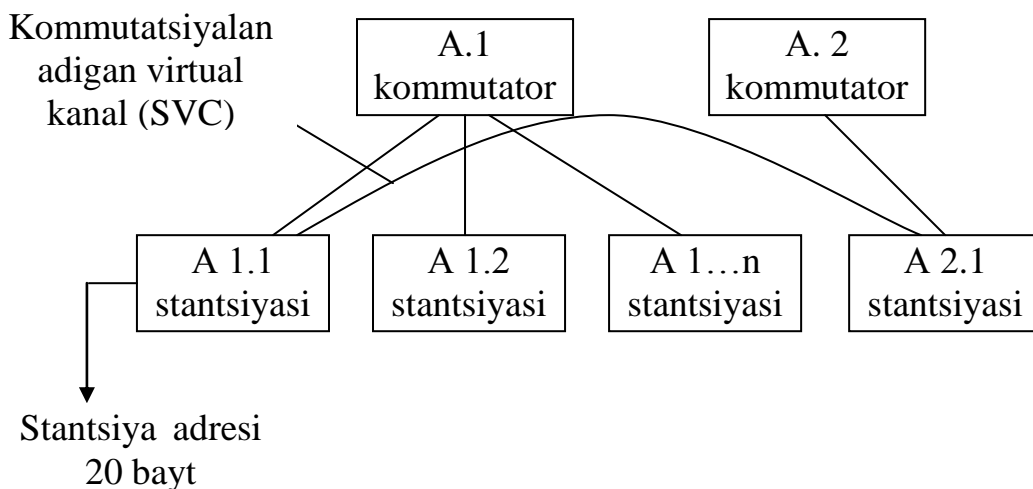 Kommutatsiyalan
adigan virtual
kanal (SVC)
A.1
kommutator
A. 2
kommutator
A 1.1
stantsiyasi
A 1.2
stantsiyasi
A 1…n
stantsiyasi
A 2.1
stantsiyasi
Stantsiya adresi
20 bayt